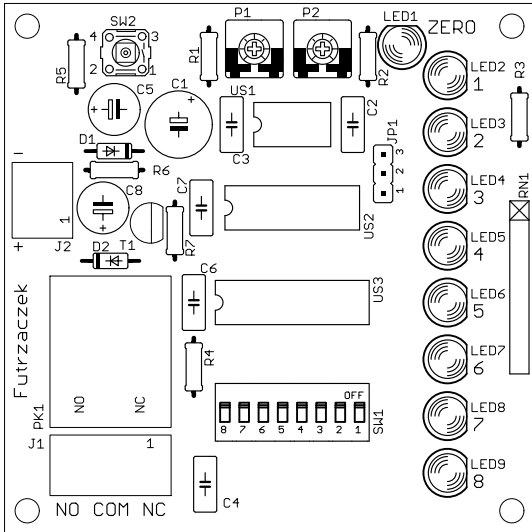 SW2
4 3
2 1
R5
R1
P1
P2
R2
LED1
ZERO
LED2
1
LED3
2
LED4
3
LED5
4
LED6
5
LED7
6
LED8
7
LED9
8
R3
RN1
+
C5
C1
+
US1
C3
C2
JP1
3
2
1
D1
R6
-
1
+
J2
C8
+
T1
C7
R7
US2
D2
C6
US3
Futrzaczek
PK1
NO
NC
R4
OFF
8 7 6 5 4 3 2 1
SW1
J1
1
NO COM NC
C4